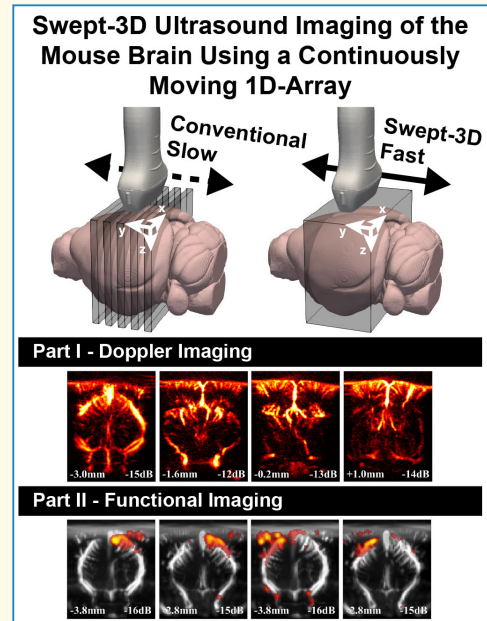 Swept-3D Ultrasound Imaging of the
Mouse Brain Using a Continuously
Moving 1D-Array
Conventional
Slow
x
y
z
Swept-3D
Fast
x
y
z
Part I - Doppler Imaging
-3.0mm -15dB
-1.6mm -12dB
-0.2mm -13dB
+1.0mm -14dB
Part II - Functional Imaging
-3.8mm -16dB
-2.8mm -15dB
-3.8mm -16dB
-2.8mm -15dB